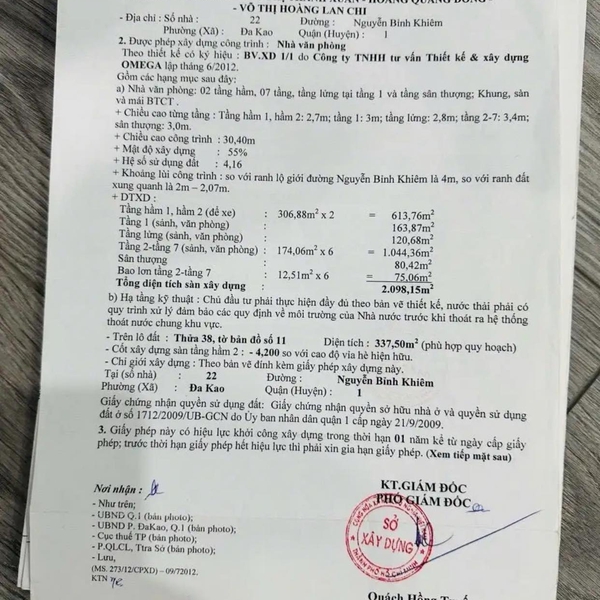 - VÕ THỊ HOÀNG LAN CHI
- Địa chỉ : Số nhà : 22 Đường : Nguyễn Bỉnh Khiêm
Phường (Xã) : Đa Kao Quận (Huyện) : 1
2. Được phép xây dựng công trình : Nhà văn phòng
Theo thiết kế có ký hiệu : BV.XD 1/1 do Công ty TNHH tư vấn Thiết kế & xây dựng
OMEGA lập tháng 6/2012.
Gồm các hạng mục sau đây:
a) Nhà văn phòng: 02 tầng hầm, 07 tầng, tầng lửng tại tầng 1 và tầng sân thượng; Khung, sàn
và mái BTCT .
+ Chiều cao từng tầng : Tầng hầm 1, hầm 2: 2,7m; tầng 1: 3m; tầng lửng: 2,8m; tầng 2-7: 3,4m;
sân thượng: 3,0m.
+ Chiều cao công trình : 30,40m
+ Mật độ xây dựng : 55%
+ Hệ số sử dụng đất : 4,16
+ Khoảng lùi công trình : so với ranh lộ giới đường Nguyễn Bỉnh Khiêm là 4m, so với ranh đất
xung quanh là 2m – 2,07m.
+ DTXD :
Tầng hầm 1, hầm 2 (để xe) : 306,88m² x 2 = 613,76m²
Tầng 1 (sảnh, văn phòng) : 163,87m²
Tầng lửng (sảnh, văn phòng) : 120,68m²
Tầng 2-tầng 7 (sảnh, văn phòng) : 174,06m² x 6 = 1.044,36m²
Sân thượng : 80,42m²
Bao lơn tầng 2-tầng 7 : 12,51m² x 6 = 75,06m²
Tổng diện tích sàn xây dựng : 2.098,15m²
b) Hạ tầng kỹ thuật : Chủ đầu tư phải thực hiện đầy đủ theo bản vẽ thiết kế, nước thải phải có
quy trình xử lý đảm bảo các quy định về môi trường của Nhà nước trước khi thoát ra hệ thống
thoát nước chung khu vực.
- Trên lô đất : Thửa 38, tờ bản đồ số 11 Diện tích : 337,50m² (phù hợp quy hoạch)
- Cốt xây dựng sàn tầng hầm 2 : - 4,200 so với cao độ vỉa hè hiện hữu.
- Chỉ giới xây dựng : Theo bản vẽ đính kèm giấy phép xây dựng này.
Tại (số nhà) : 22 Đường : Nguyễn Bỉnh Khiêm
Phường (Xã) : Đa Kao Quận (Huyện) : 1
Giấy chứng nhận quyền sử dụng đất: Giấy chứng nhận quyền sở hữu nhà ở và quyền sử dụng
đất ở số 1712/2009/UB-GCN do Ủy ban nhân dân quận 1 cấp ngày 21/9/2009.
3. Giấy phép này có hiệu lực khởi công xây dựng trong thời hạn 01 năm kể từ ngày cấp giấy
phép; trước thời hạn giấy phép hết hiệu lực thì phải xin gia hạn giấy phép. (Xem tiếp mặt sau)
Nơi nhận :
- Như trên;
- UBND Q.1 (bản photo);
- UBND P. ĐaKao, Q.1 (bản photo);
- Cục thuế TP (bản photo);
- P.QLCL, Ttra Sở (bản photo);
- Lưu,
(MS. 273/12/CPXD) – 09/72012.
KTN
KT.GIÁM ĐỐC
PHÓ GIÁM ĐỐC
SỞ
XÂY DỰNG